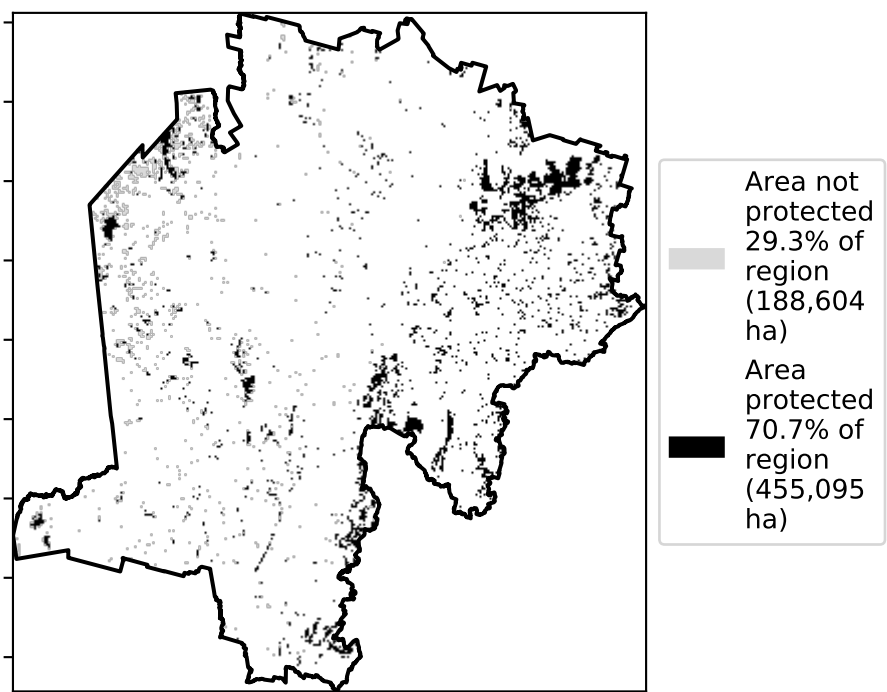 Area not
protected
29.3% of
region
(188,604
ha)
Area
protected
70.7% of
region
(455,095
ha)